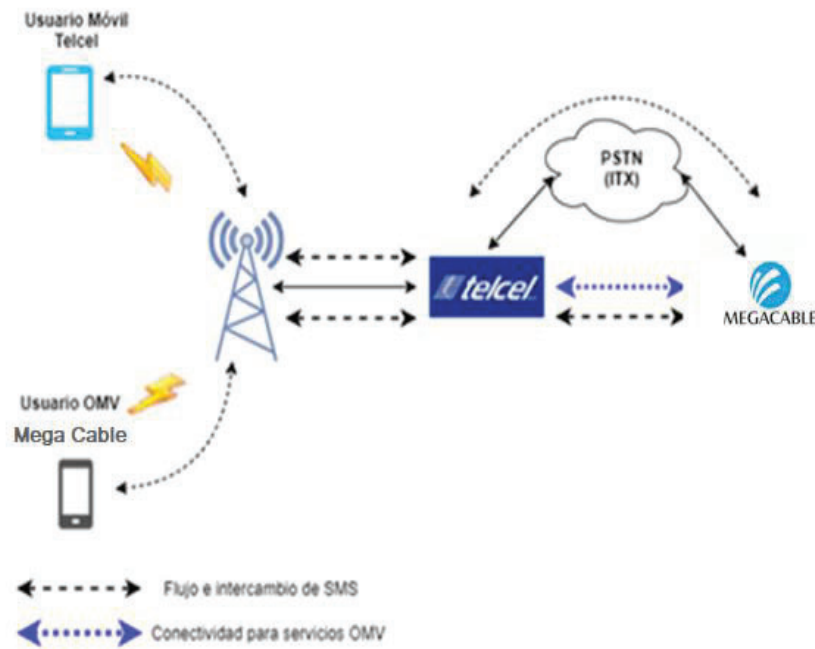 Usuario Móvil
Telcel
PSTN
(ITX)
telcel
MEGACABLE
Usuario OMV
Mega Cable
Flujo e intercambio de SMS
Conectividad para servicios OMV